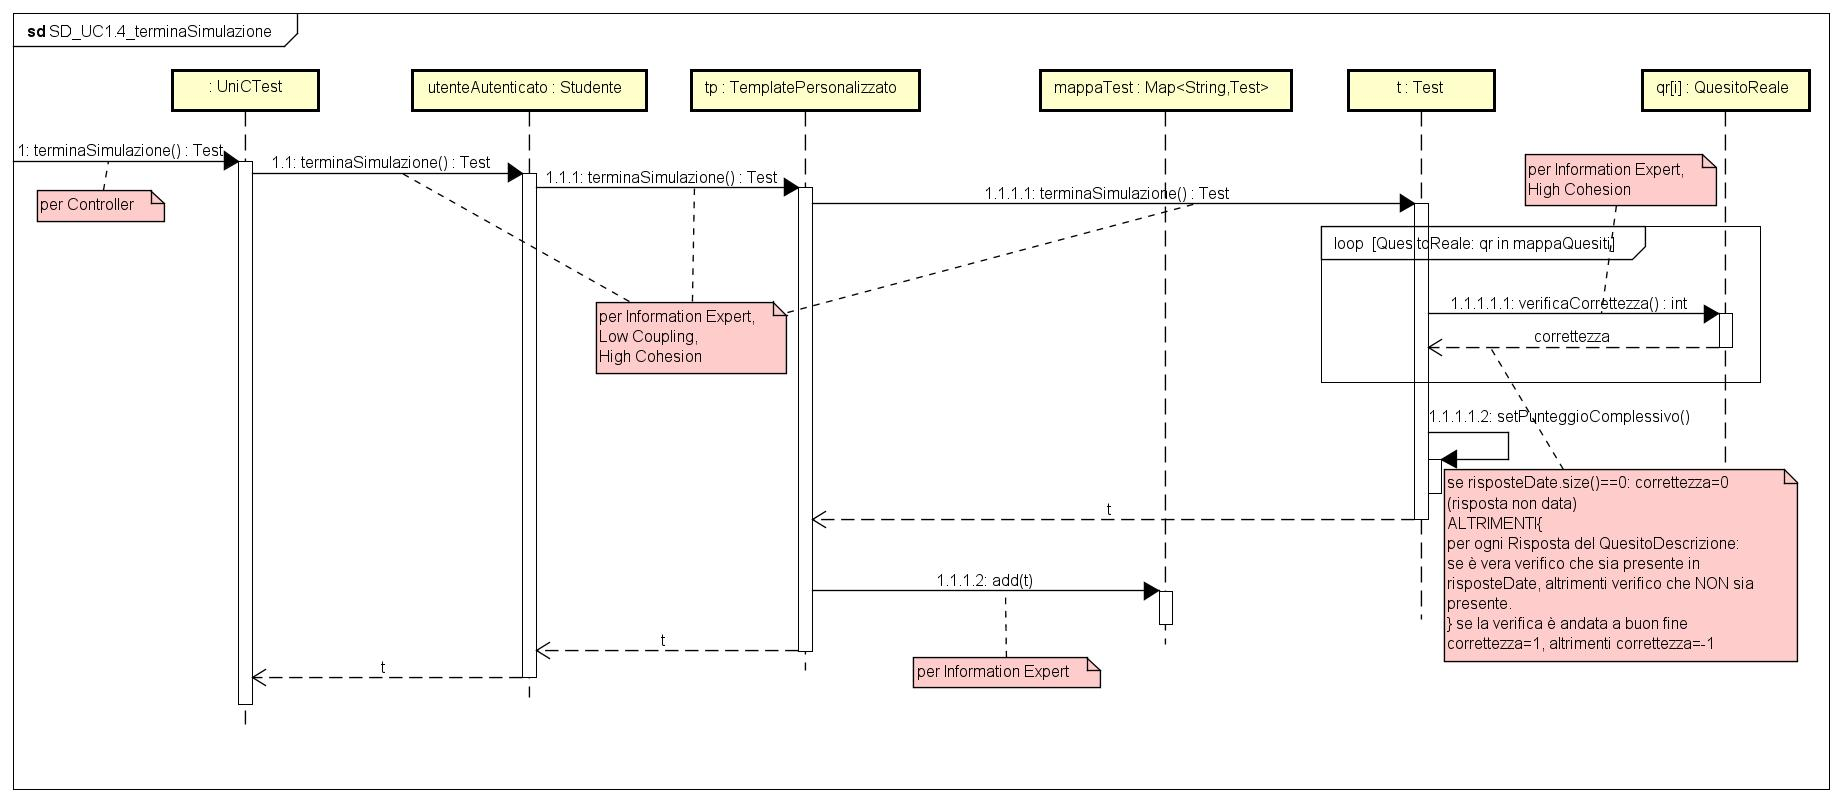 sd SD_UC1.4_terminaSimulazione
: UniCTest
utenteAutenticato : Studente
tp : TemplatePersonalizzato
mappaTest : Map<String,Test>
t : Test
qr[i] : QuesitoReale
1: terminaSimulazione() : Test
1.1: terminaSimulazione() : Test
1.1.1: terminaSimulazione() : Test
1.1.1.1: terminaSimulazione() : Test
per Controller
per Information Expert,
High Cohesion
loop [QuesitoReale: qr in mappaQuesiti]
per Information Expert,
Low Coupling,
High Cohesion
1.1.1.1.1: verificaCorrettezza() : int
correttezza
1.1.1.1.2: setPunteggioComplessivo()
se risposteDate.size()==0: correttezza=0
(risposta non data)
ALTRIMENTI{
per ogni Risposta del QuesitoDescrizione:
se è vera verifico che sia presente in
risposteDate, altrimenti verifico che NON sia
presente.
} se la verifica è andata a buon fine
correttezza=1, altrimenti correttezza=-1
t
1.1.1.2: add(t)
per Information Expert
t
t